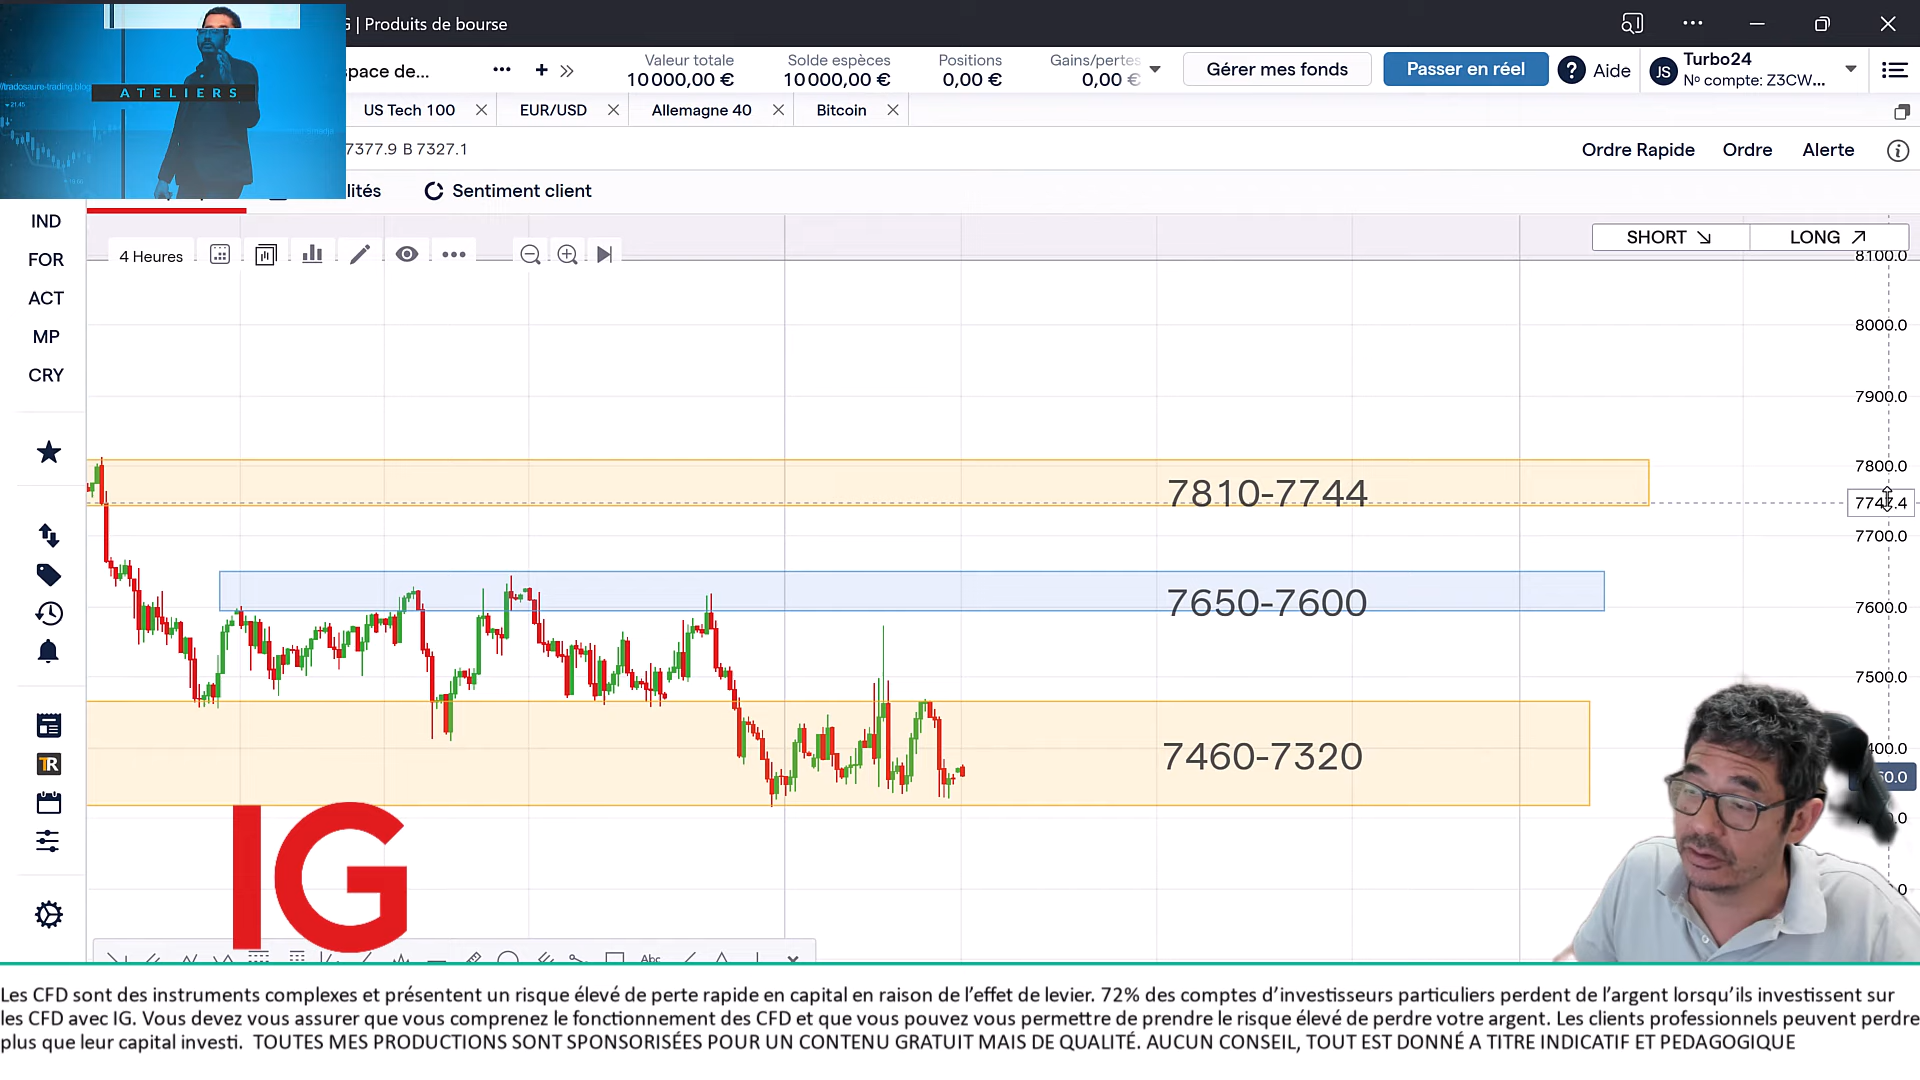 G | Produits de bourse
space de...
Valeur totale
10 000,00 €
Solde espèces
10 000,00 €
Positions
0,00 €
Gains/pertes
0,00 €
Gérer mes fonds
Passer en réel
Aide
JS
Turbo24
Nº compte: Z3CW...
ATELIERS
US Tech 100
EUR/USD
Allemagne 40
Bitcoin
7377.9 B 7327.1
Ordre Rapide
Ordre
Alerte
lités
Sentiment client
IND
FOR
ACT
MP
CRY
4 Heures
SHORT
LONG
8100.0
8000.0
7900.0
7800.0
7700.0
7600.0
7500.0
7810-7744
7650-7600
7460-7320
TR
IG
Abc
Les CFD sont des instruments complexes et présentent un risque élevé de perte rapide en capital en raison de l’effet de levier. 72% des comptes d’investisseurs particuliers perdent de l’argent lorsqu’ils investissent sur
les CFD avec IG. Vous devez vous assurer que vous comprenez le fonctionnement des CFD et que vous pouvez vous permettre de prendre le risque élevé de perdre votre argent. Les clients professionnels peuvent perdre
plus que leur capital investi.  TOUTES MES PRODUCTIONS SONT SPONSORISÉES POUR UN CONTENU GRATUIT MAIS DE QUALITÉ. AUCUN CONSEIL, TOUT EST DONNÉ A TITRE INDICATIF ET PEDAGOGIQUE